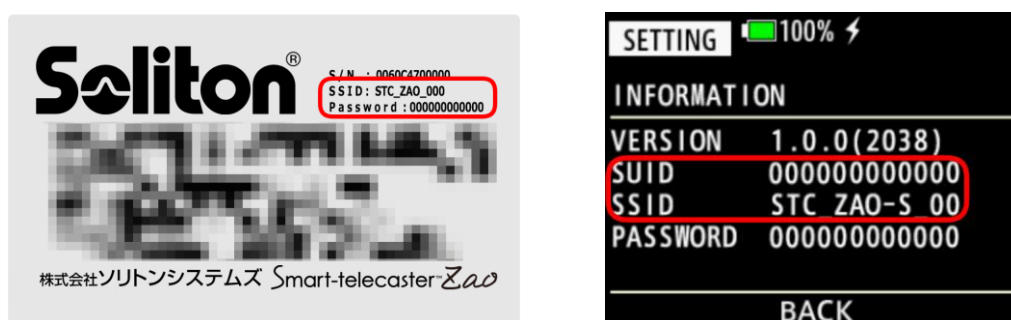 Soliton®
S/N : 0060C4700000
SSID: STC_ZAO_000
Password:000000000000
株式会社ソリトンシステムズ Smart-telecaster™ Zao
SETTING 100%
INFORMATION
VERSION 1.0.0(2038)
SUID 000000000000
SSID STC_ZAO-S_00
PASSWORD 000000000000
BACK